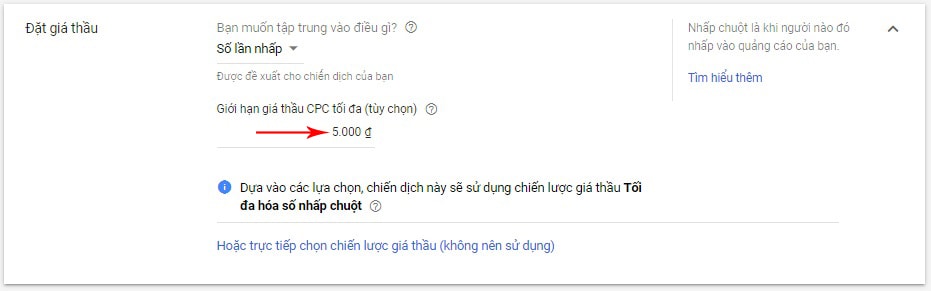 Đặt giá thầu
Bạn muốn tập trung vào điều gì?
Số lần nhấp
Được đề xuất cho chiến dịch của bạn
Giới hạn giá thầu CPC tối đa (tùy chọn)
5.000 ₫
Dựa vào các lựa chọn, chiến dịch này sẽ sử dụng chiến lược giá thầu Tối
đa hóa số nhấp chuột
Hoặc trực tiếp chọn chiến lược giá thầu (không nên sử dụng)
Nhấp chuột là khi người nào đó
nhấp vào quảng cáo của bạn.
Tìm hiểu thêm